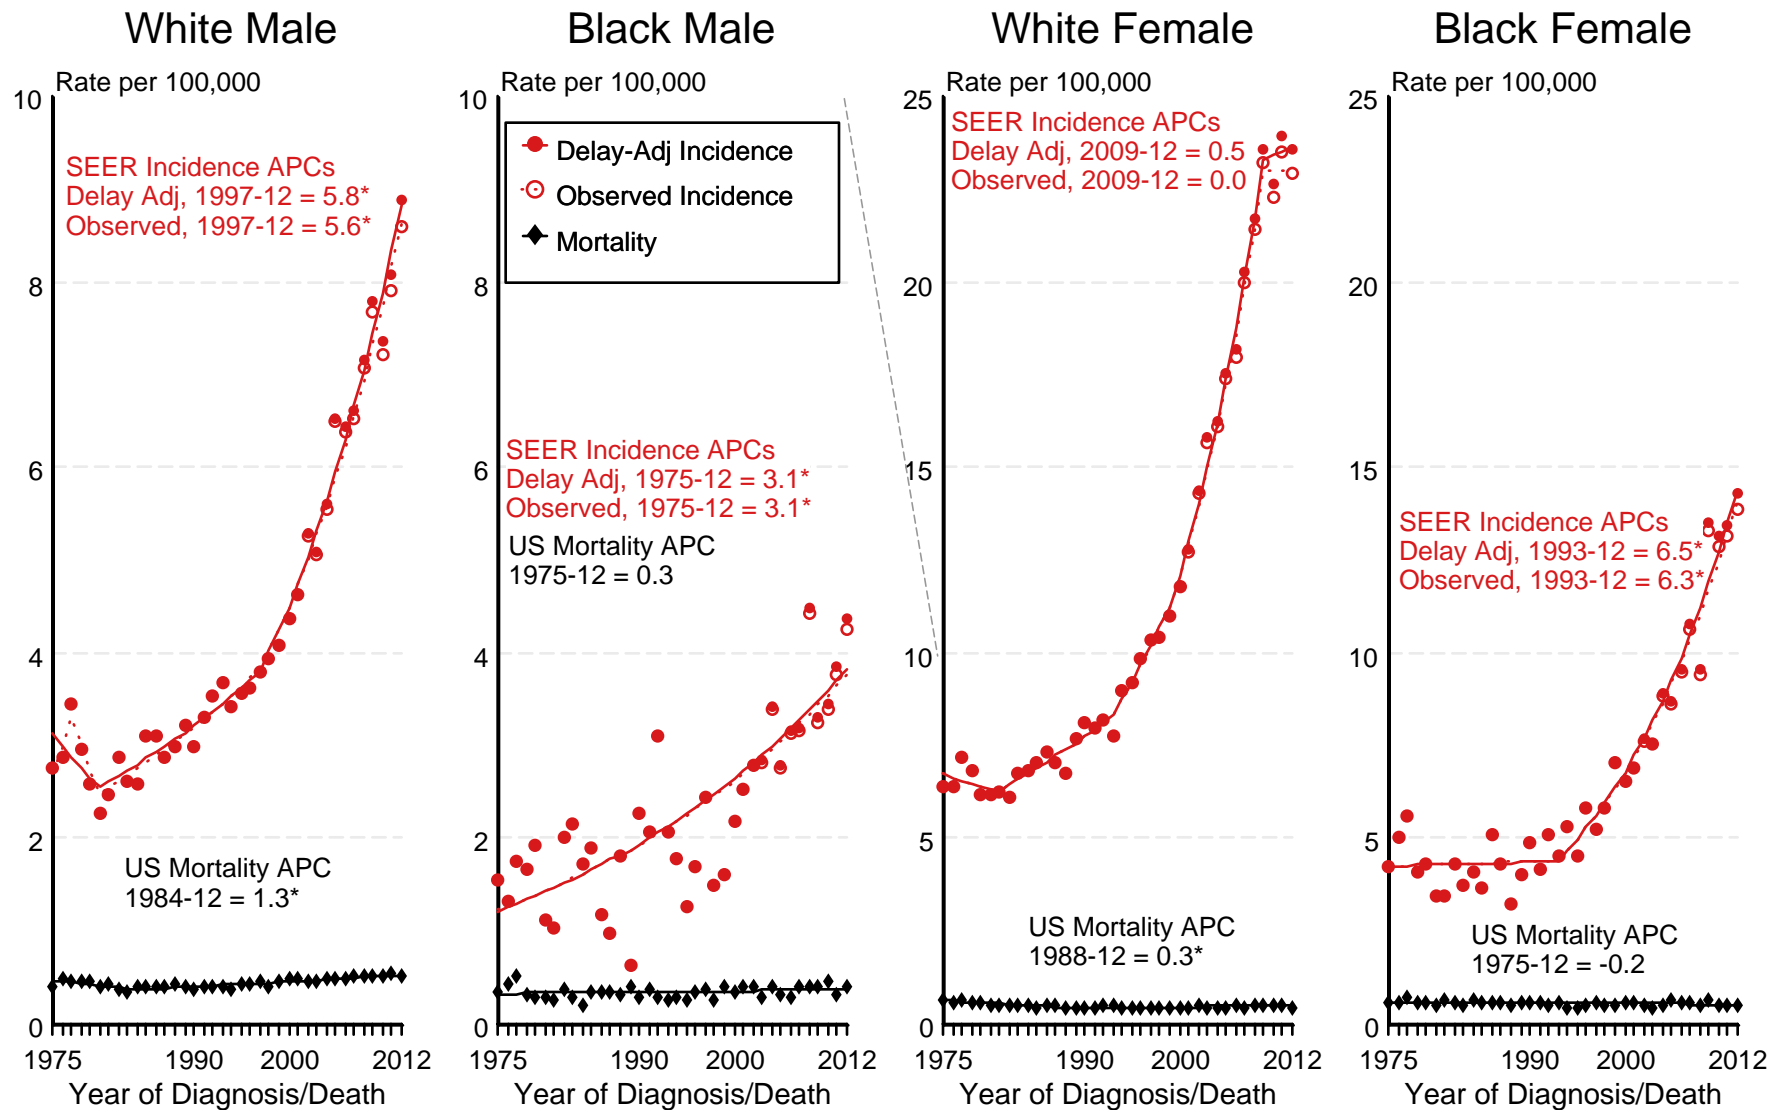 White Male
Rate per 100,000
10
8
6
4
2
0
SEER Incidence APCs
Delay Adj, 1997-12 = 5.8*
Observed, 1997-12 = 5.6*
US Mortality APC
1984-12 = 1.3*
1975 1990 2000 2012
Year of Diagnosis/Death
Black Male
Rate per 100,000
10
8
6
4
2
0
Delay-Adj Incidence
Observed Incidence
Mortality
SEER Incidence APCs
Delay Adj, 1975-12 = 3.1*
Observed, 1975-12 = 3.1*
US Mortality APC
1975-12 = 0.3
1975 1990 2000 2012
Year of Diagnosis/Death
White Female
Rate per 100,000
25
20
15
10
5
0
SEER Incidence APCs
Delay Adj, 2009-12 = 0.5
Observed, 2009-12 = 0.0
US Mortality APC
1988-12 = 0.3*
1975 1990 2000 2012
Year of Diagnosis/Death
Black Female
Rate per 100,000
25
20
15
10
5
0
SEER Incidence APCs
Delay Adj, 1993-12 = 6.5*
Observed, 1993-12 = 6.3*
US Mortality APC
1975-12 = -0.2
1975 1990 2000 2012
Year of Diagnosis/Death